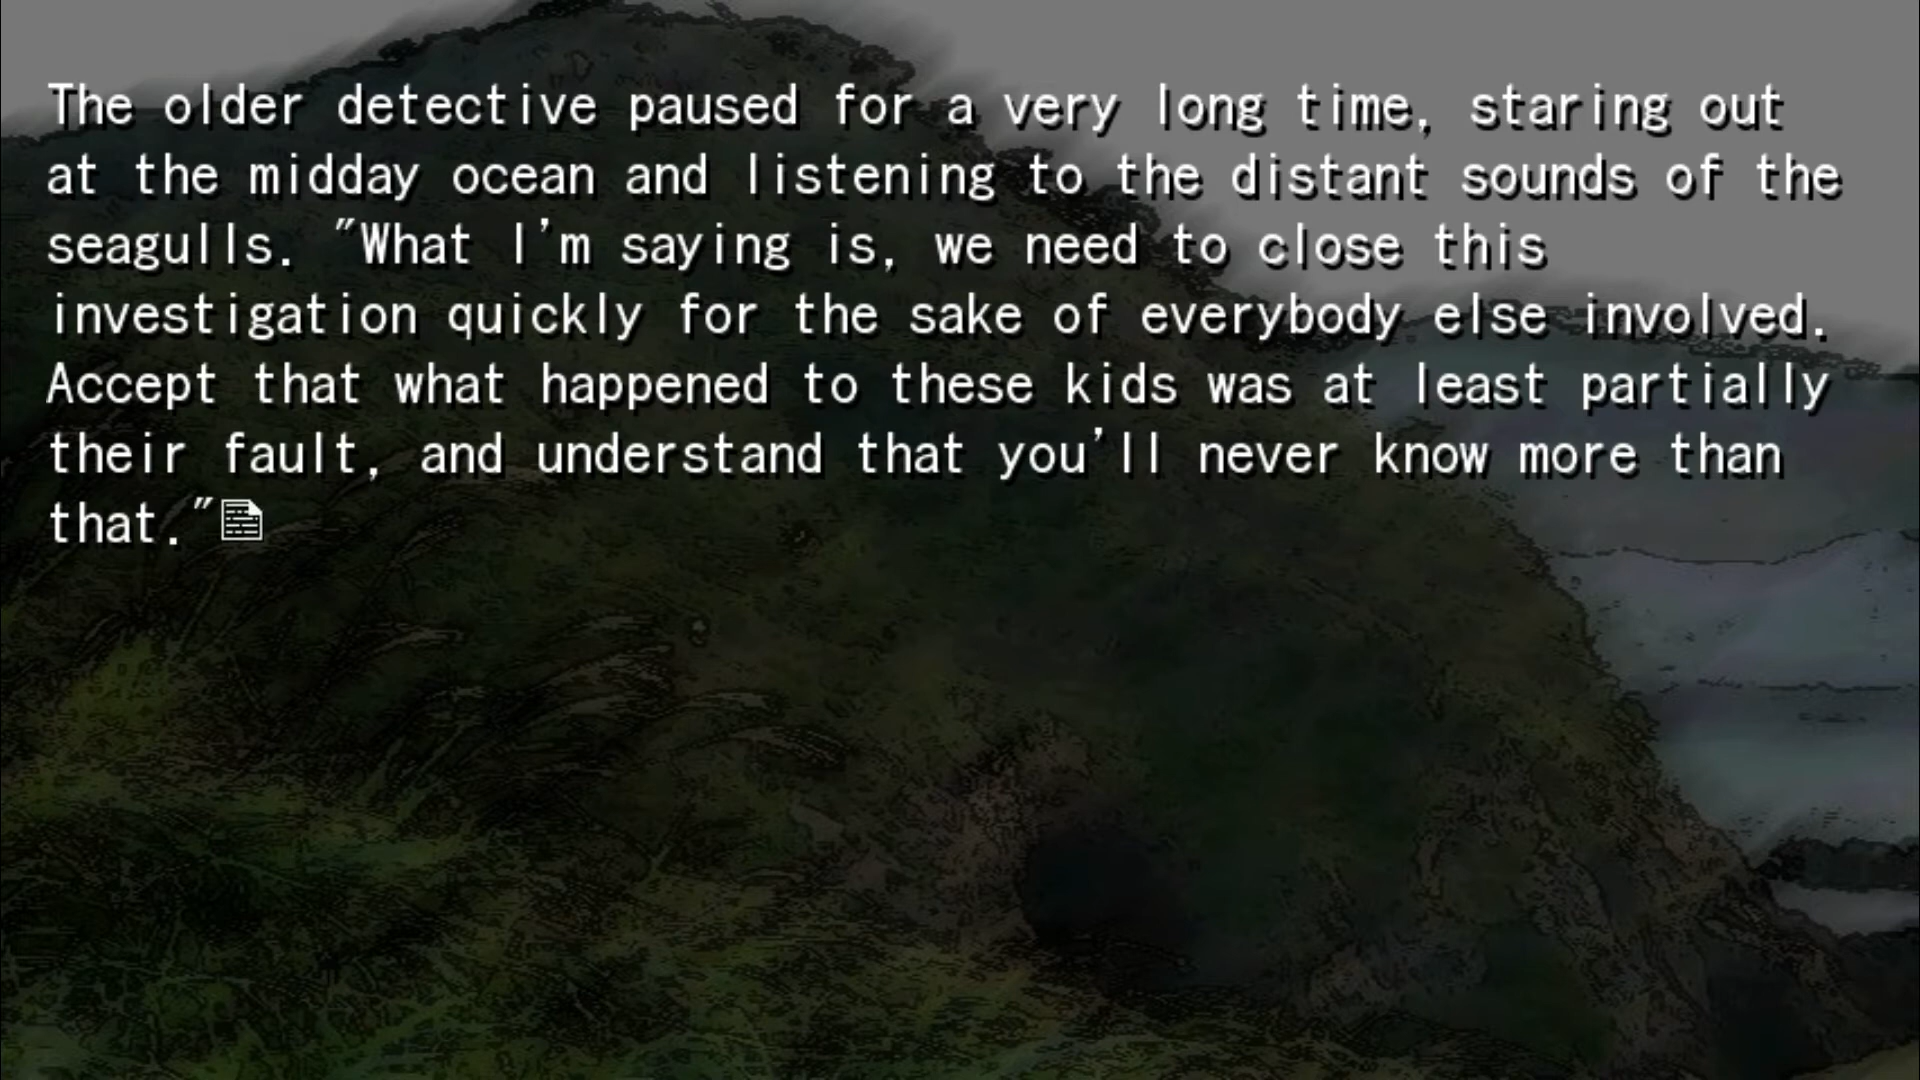 The older detective paused for a very long time, staring out
at the midday ocean and listening to the distant sounds of the
seagulls. "What I'm saying is, we need to close this
investigation quickly for the sake of everybody else involved.
Accept that what happened to these kids was at least partially
their fault, and understand that you'll never know more than
that."